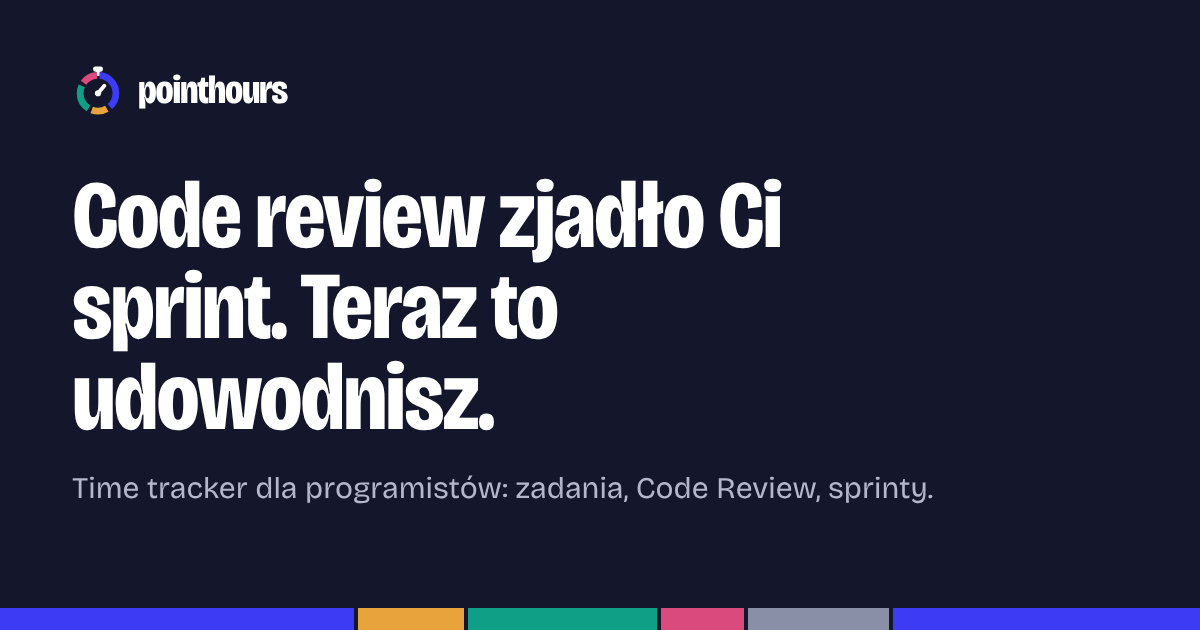 pointhours
Code review zjadło Ci
sprint. Teraz to
udowodnisz.
Time tracker dla programistów: zadania, Code Review, sprinty.